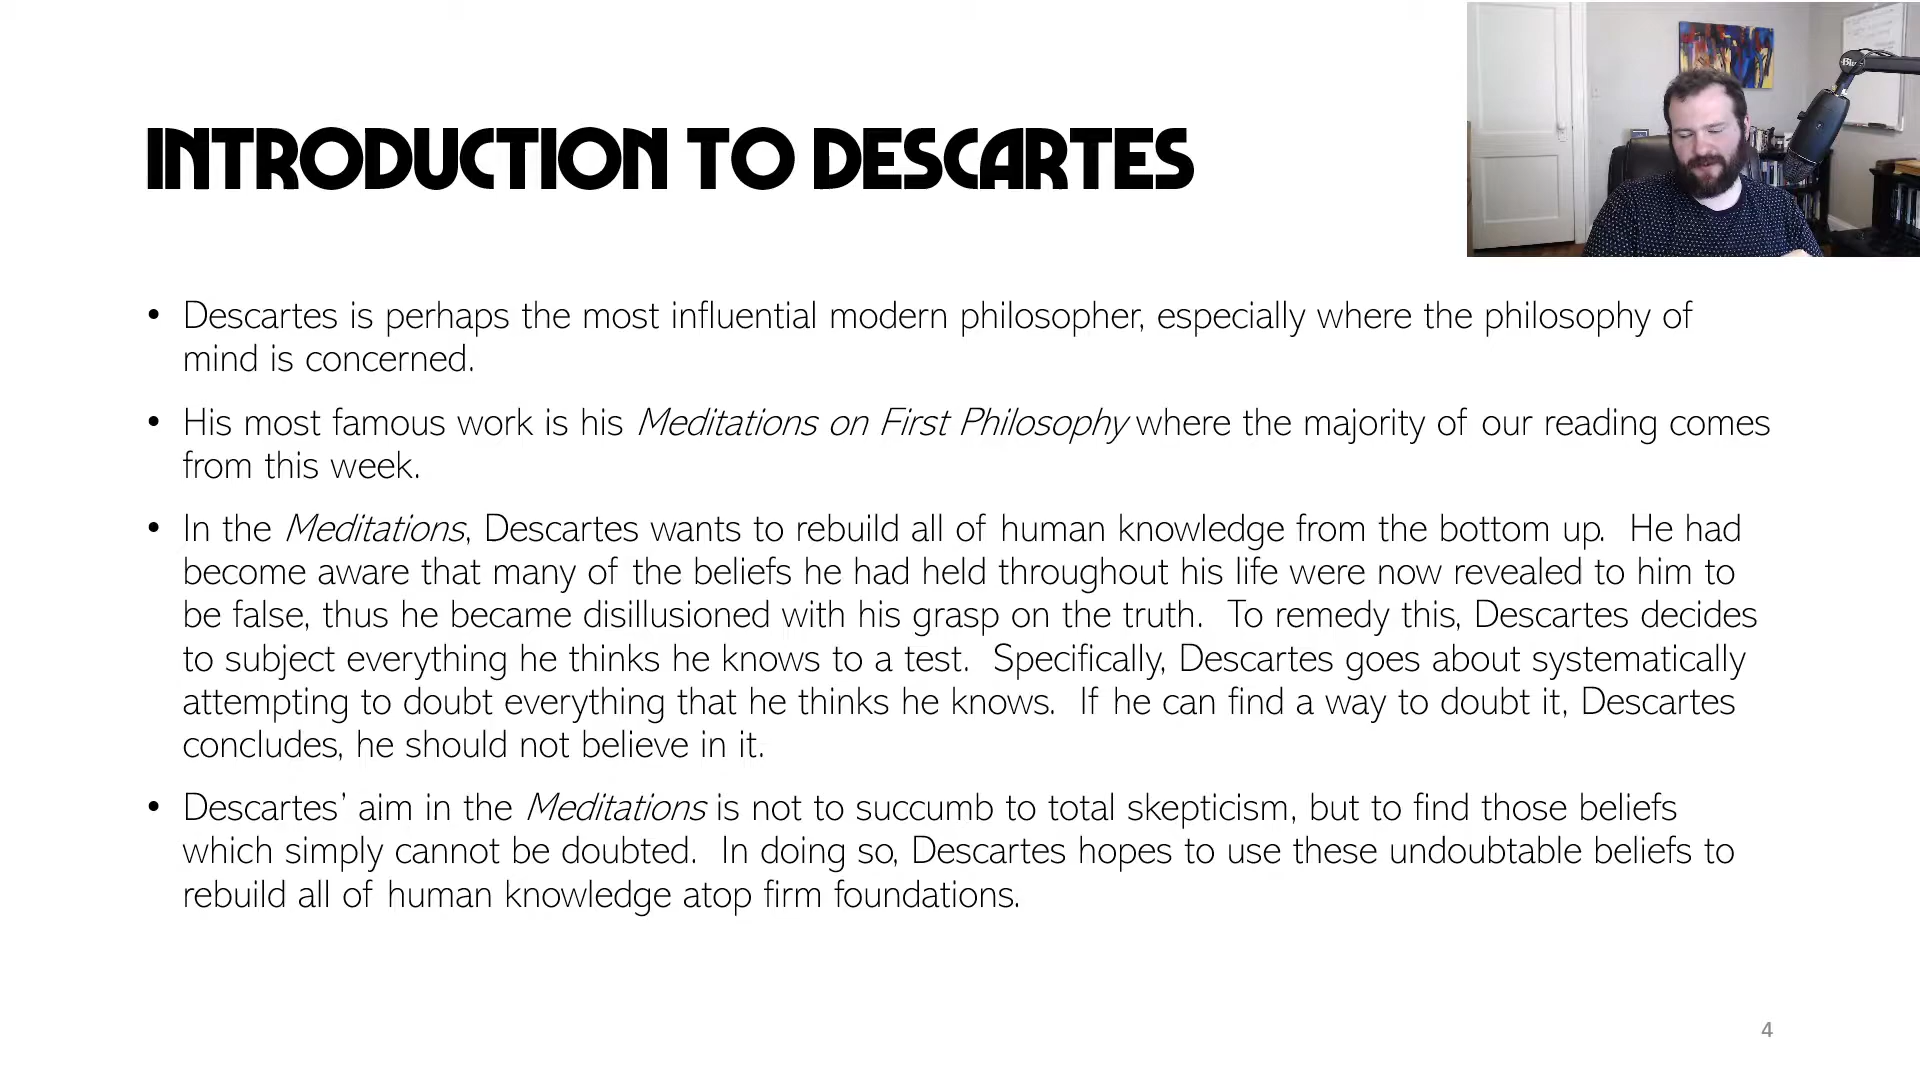 INTRODUCTION TO DESCARTES
• Descartes is perhaps the most influential modern philosopher, especially where the philosophy of
mind is concerned.
• His most famous work is his Meditations on First Philosophy where the majority of our reading comes
from this week.
• In the Meditations, Descartes wants to rebuild all of human knowledge from the bottom up.  He had
become aware that many of the beliefs he had held throughout his life were now revealed to him to
be false, thus he became disillusioned with his grasp on the truth.  To remedy this, Descartes decides
to subject everything he thinks he knows to a test.  Specifically, Descartes goes about systematically
attempting to doubt everything that he thinks he knows.  If he can find a way to doubt it, Descartes
concludes, he should not believe in it.
• Descartes’ aim in the Meditations is not to succumb to total skepticism, but to find those beliefs
which simply cannot be doubted.  In doing so, Descartes hopes to use these undoubtable beliefs to
rebuild all of human knowledge atop firm foundations.
4